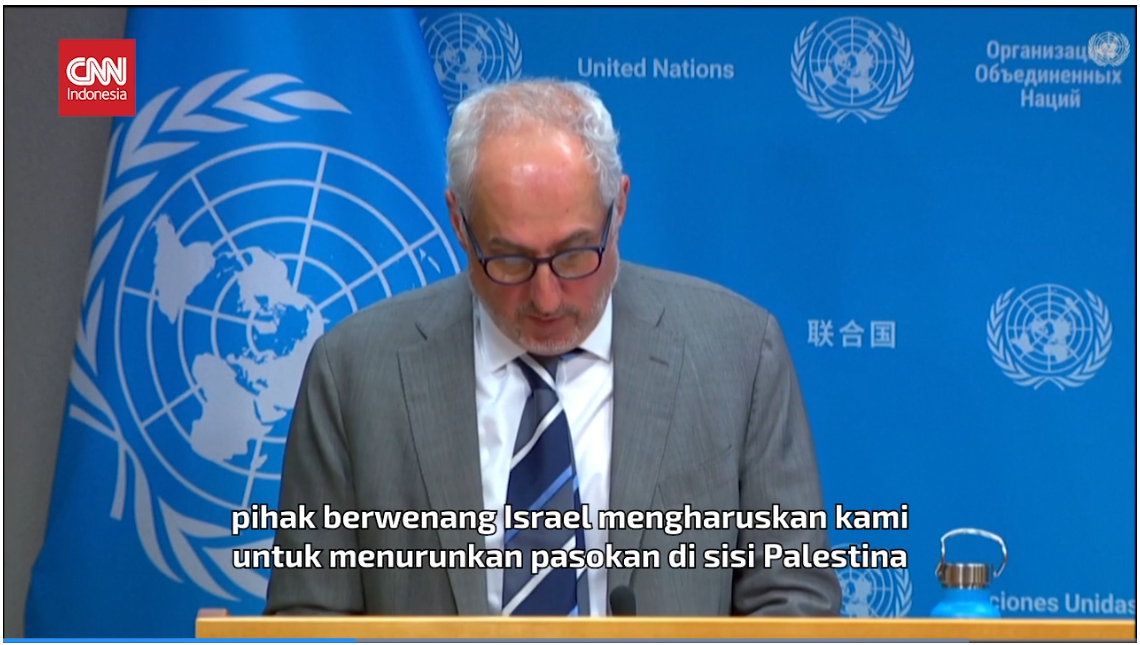 CNN
Indonesia
United Nations
Организац
Объединенных
Наций
联合国
pihak berwenang Israel mengharuskan kami
untuk menurunkan pasokan di sisi Palestina
ciones Unidas